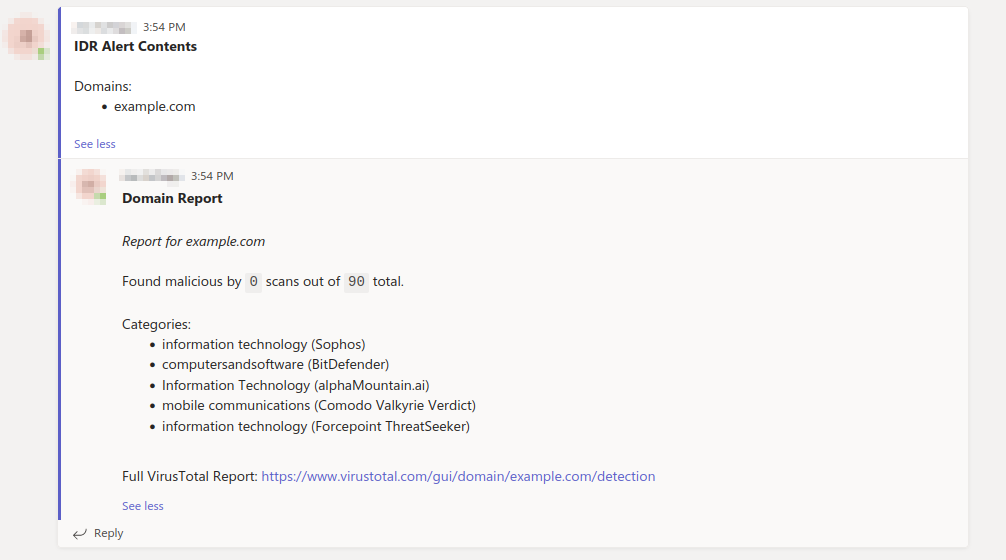 3:54 PM
IDR Alert Contents
Domains:
• example.com
See less
3:54 PM
Domain Report
Report for example.com
Found malicious by 0 scans out of 90 total.
Categories:
• information technology (Sophos)
• computersandsoftware (BitDefender)
• Information Technology (alphaMountain.ai)
• mobile communications (Comodo Valkyrie Verdict)
• information technology (Forcepoint ThreatSeeker)
Full VirusTotal Report: https://www.virustotal.com/gui/domain/example.com/detection
See less
Reply